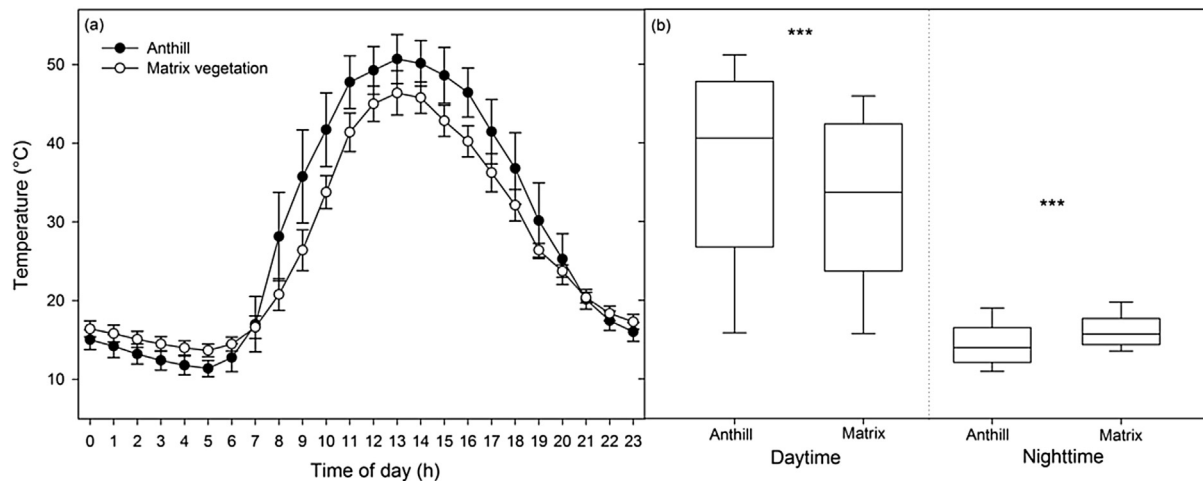 (a)
Anthill
Matrix vegetation
Temperature (°C)
50
40
30
20
10
0 1 2 3 4 5 6 7 8 9 10 11 12 13 14 15 16 17 18 19 20 21 22 23
Time of day (h)
(b)
***
***
Anthill Matrix Anthill Matrix
Daytime Nighttime